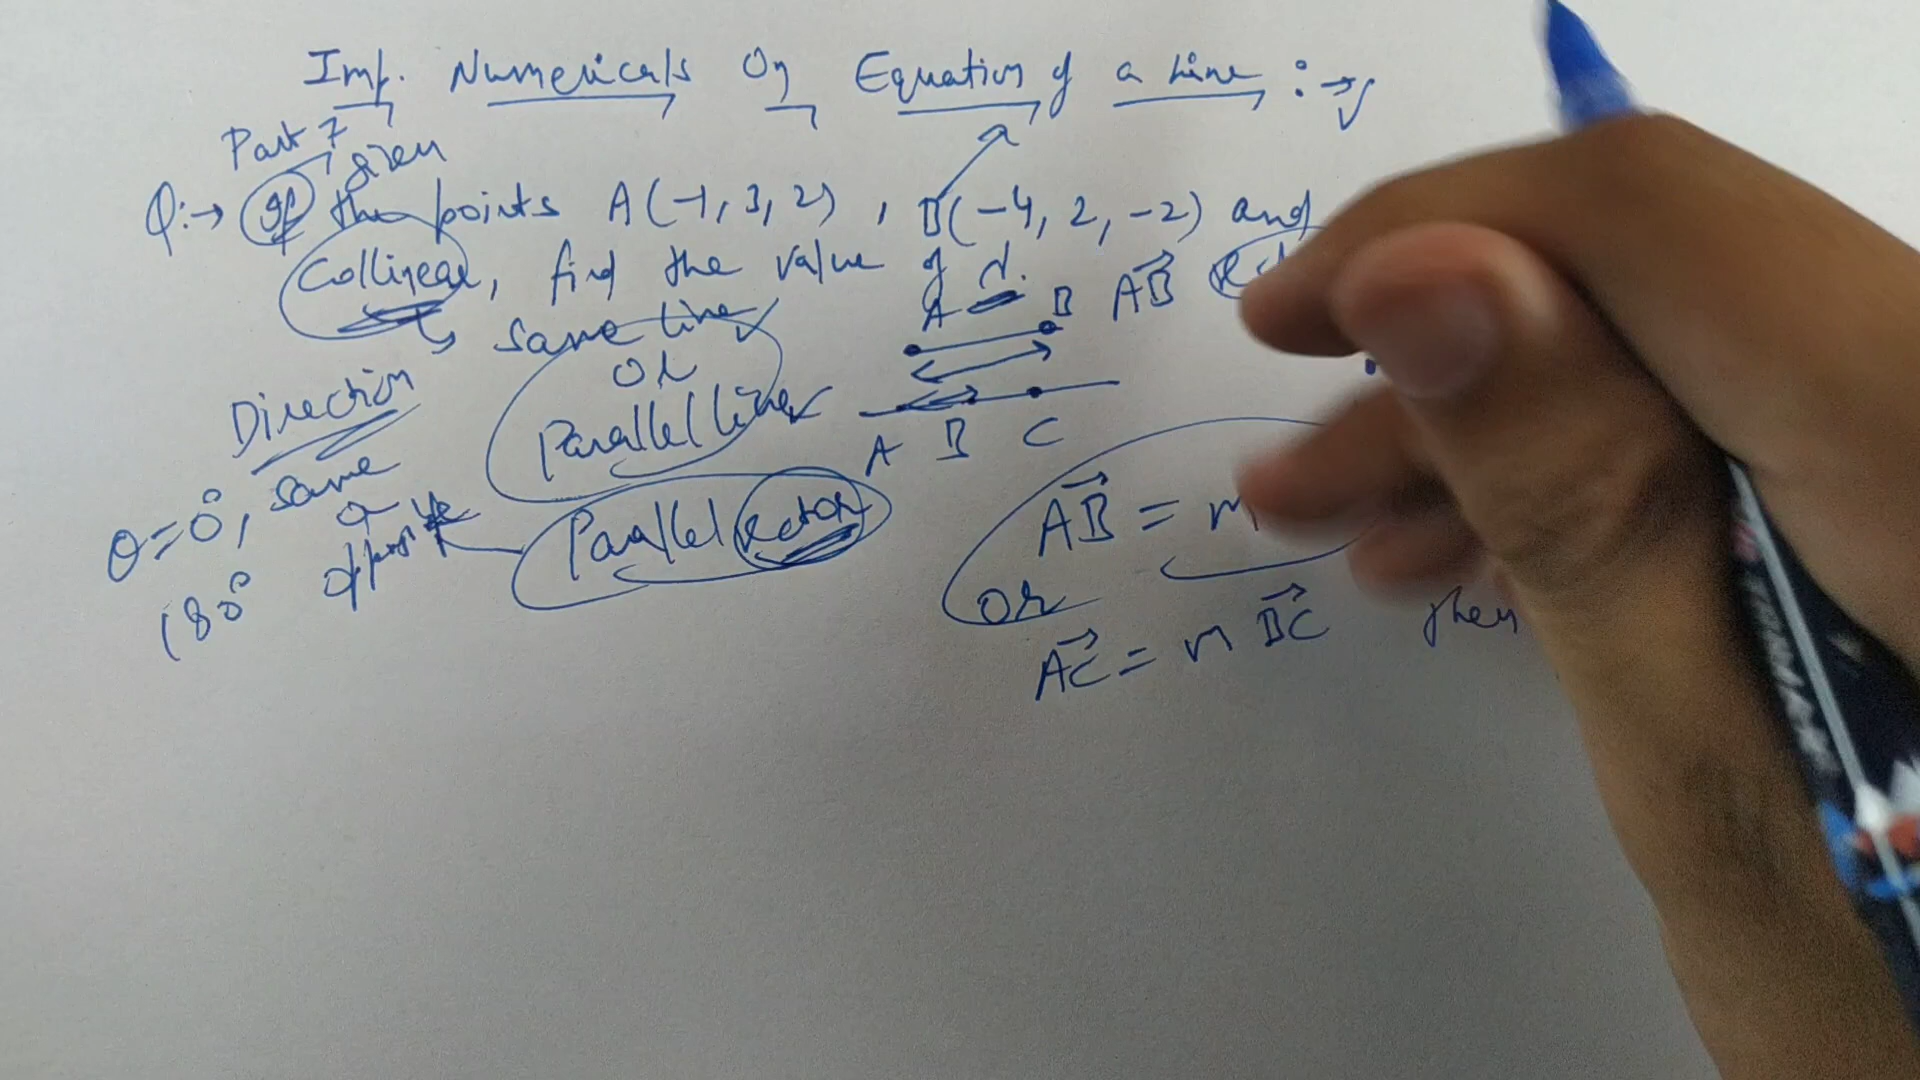 Imp. Numericals On Equation of a Line :→
Part 7
given
Q:→ If the points A(-1, 3, 2), B(-4, 2, -2) and
Collinear, find the value of λ.
A B AB
↳ same line
or
Parallel line
Direction
A B C
θ=0°, same
or
opposite
180°
Parallel vector
AB = m
or
AC = m BC then